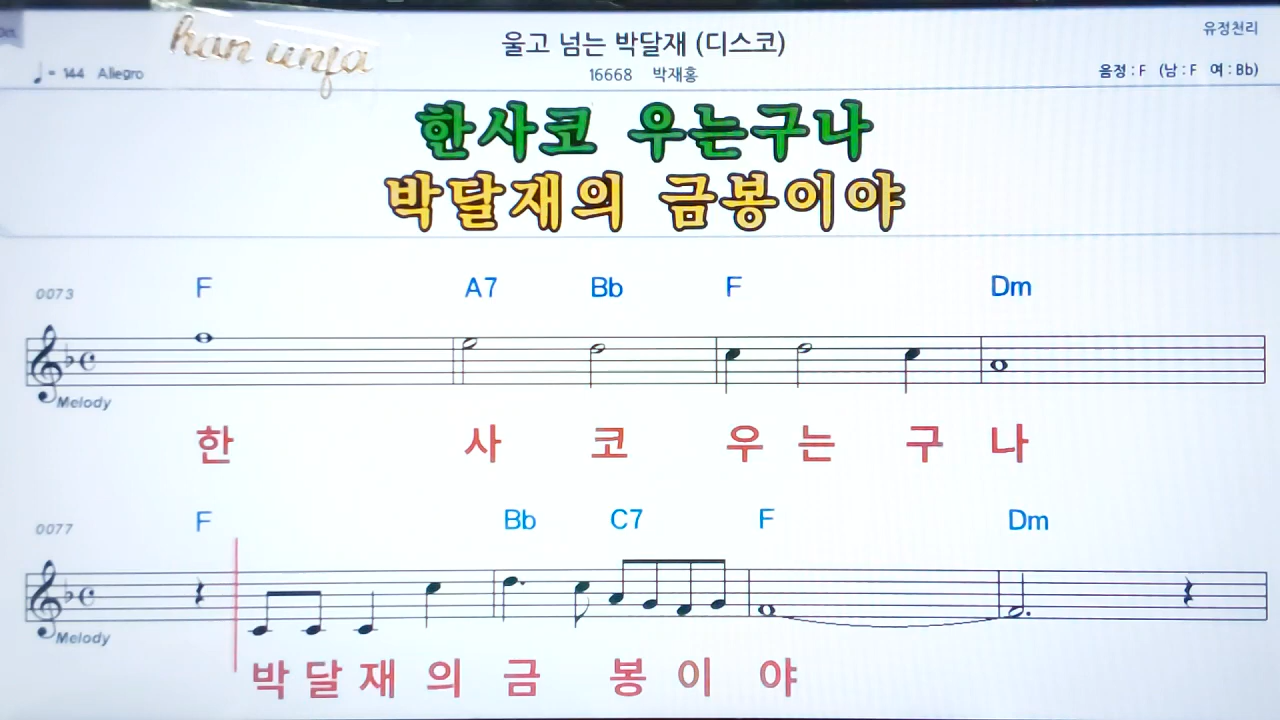 han unja
울고 넘는 박달재 (디스코)
유정천리
♩ = 144 Allegro
16668 박재홍
음정 : F (남 : F 여 : Bb)
한사코 우는구나
박달재의 금봉이야
0073 F A7 Bb F Dm
Melody
한 사 코 우 는 구 나
0077 F Bb C7 F Dm
Melody
박 달 재 의 금 봉 이 야